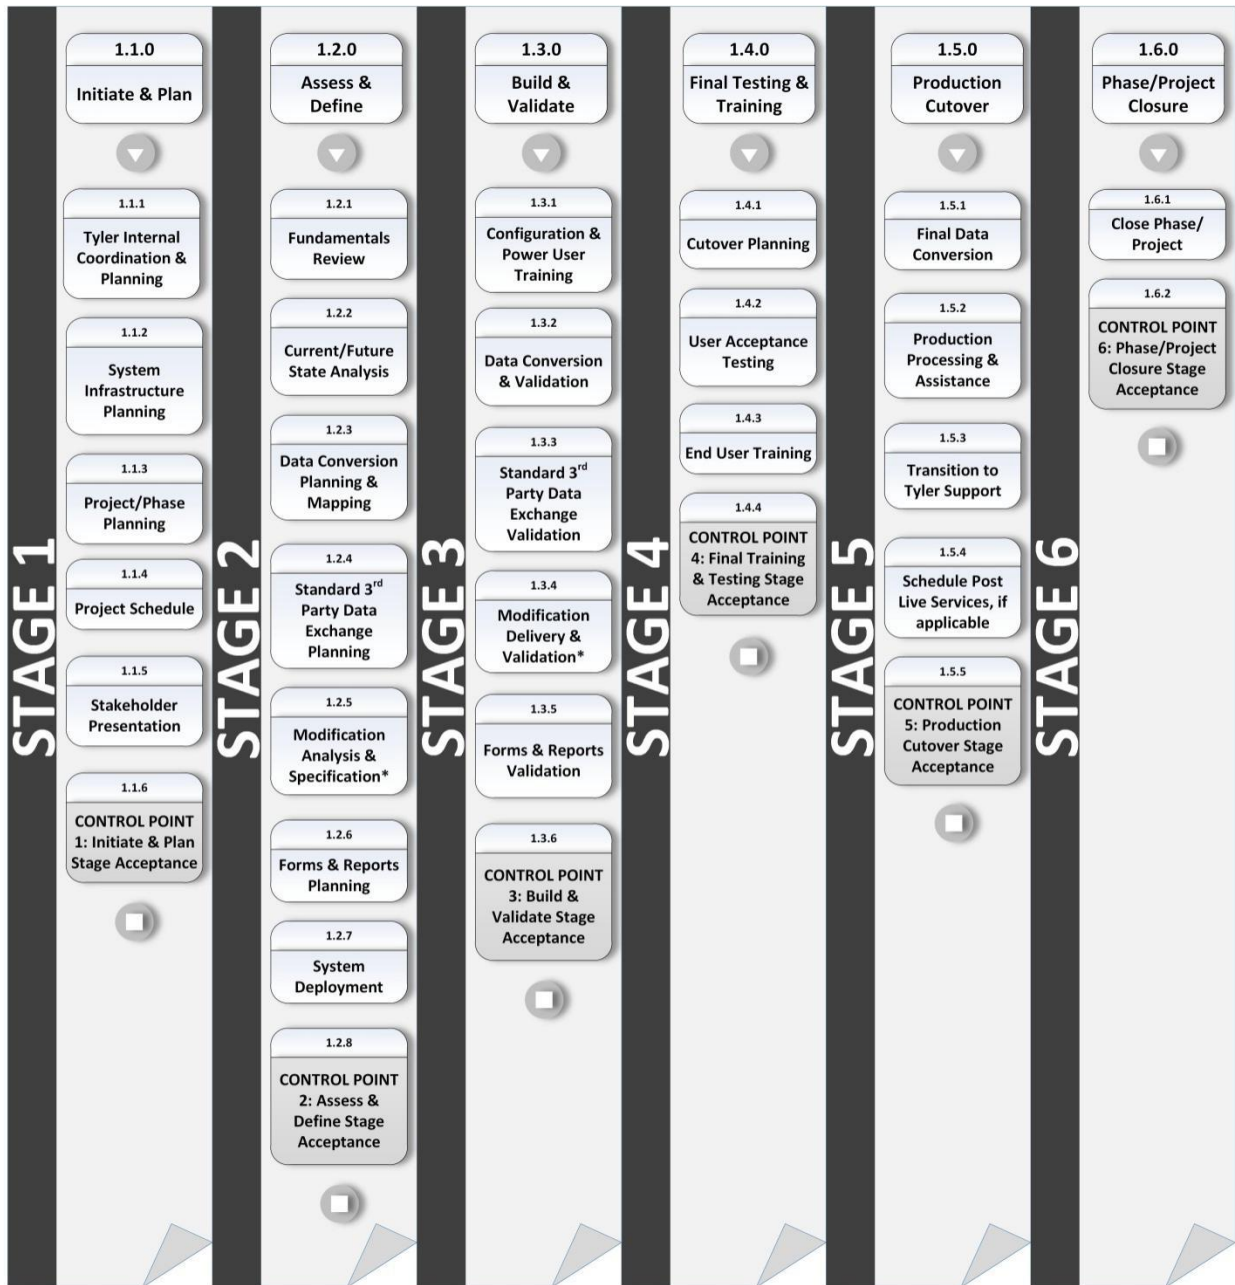 STAGE 1
1.1.0
Initiate & Plan
1.1.1
Tyler Internal
Coordination &
Planning
1.1.2
System
Infrastructure
Planning
1.1.3
Project/Phase
Planning
1.1.4
Project Schedule
1.1.5
Stakeholder
Presentation
1.1.6
CONTROL POINT
1: Initiate & Plan
Stage Acceptance
STAGE 2
1.2.0
Assess &
Define
1.2.1
Fundamentals
Review
1.2.2
Current/Future
State Analysis
1.2.3
Data Conversion
Planning &
Mapping
1.2.4
Standard 3rd
Party Data
Exchange
Planning
1.2.5
Modification
Analysis &
Specification*
1.2.6
Forms & Reports
Planning
1.2.7
System
Deployment
1.2.8
CONTROL POINT
2: Assess &
Define Stage
Acceptance
STAGE 3
1.3.0
Build &
Validate
1.3.1
Configuration &
Power User
Training
1.3.2
Data Conversion
& Validation
1.3.3
Standard 3rd
Party Data
Exchange
Validation
1.3.4
Modification
Delivery &
Validation*
1.3.5
Forms & Reports
Validation
1.3.6
CONTROL POINT
3: Build &
Validate Stage
Acceptance
STAGE 4
1.4.0
Final Testing &
Training
1.4.1
Cutover Planning
1.4.2
User Acceptance
Testing
1.4.3
End User Training
1.4.4
CONTROL POINT
4: Final Training
& Testing Stage
Acceptance
STAGE 5
1.5.0
Production
Cutover
1.5.1
Final Data
Conversion
1.5.2
Production
Processing &
Assistance
1.5.3
Transition to
Tyler Support
1.5.4
Schedule Post
Live Services, if
applicable
1.5.5
CONTROL POINT
5: Production
Cutover Stage
Acceptance
STAGE 6
1.6.0
Phase/Project
Closure
1.6.1
Close Phase/
Project
1.6.2
CONTROL POINT
6: Phase/Project
Closure Stage
Acceptance